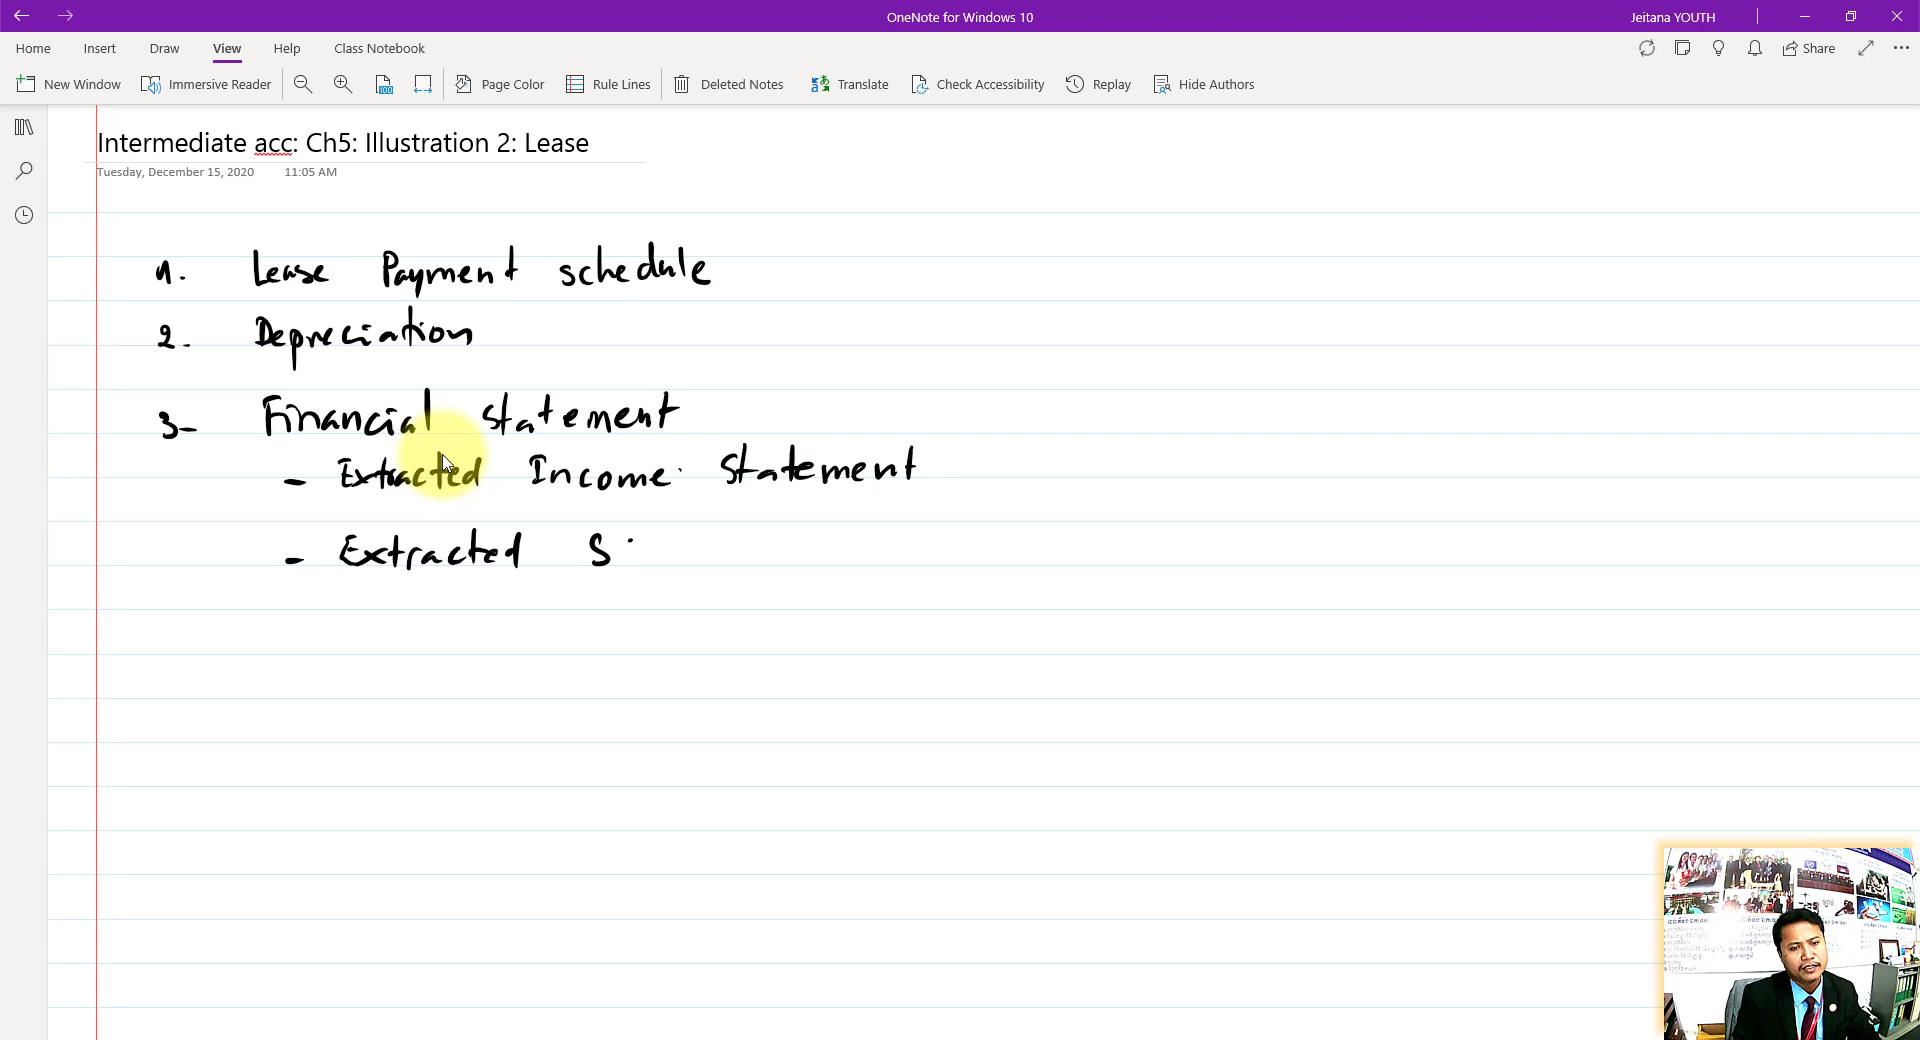 OneNote for Windows 10
Jeitana YOUTH
Home Insert Draw View Help Class Notebook
Share
New Window Immersive Reader Page Color Rule Lines Deleted Notes Translate Check Accessibility Replay Hide Authors
Intermediate acc: Ch5: Illustration 2: Lease
Tuesday, December 15, 2020 11:05 AM
1. Lease Payment schedule
2. Depreciation
3- Financial statement
- Extracted Income statement
- Extracted S